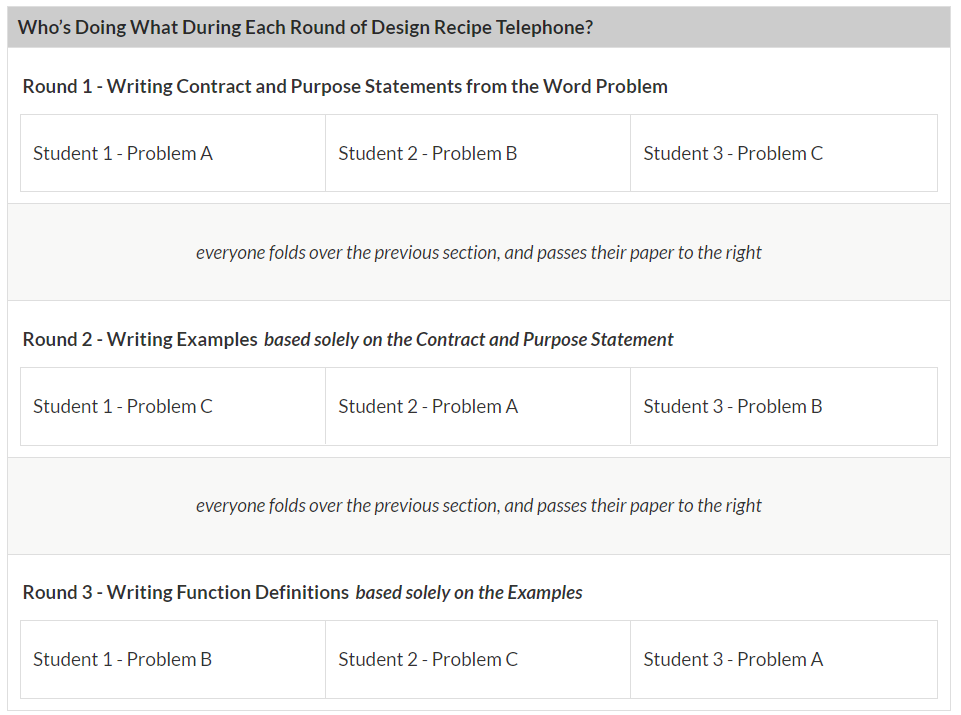 Who’s Doing What During Each Round of Design Recipe Telephone?
Round 1 - Writing Contract and Purpose Statements from the Word Problem
Student 1 - Problem A
Student 2 - Problem B
Student 3 - Problem C
everyone folds over the previous section, and passes their paper to the right
Round 2 - Writing Examples based solely on the Contract and Purpose Statement
Student 1 - Problem C
Student 2 - Problem A
Student 3 - Problem B
everyone folds over the previous section, and passes their paper to the right
Round 3 - Writing Function Definitions based solely on the Examples
Student 1 - Problem B
Student 2 - Problem C
Student 3 - Problem A